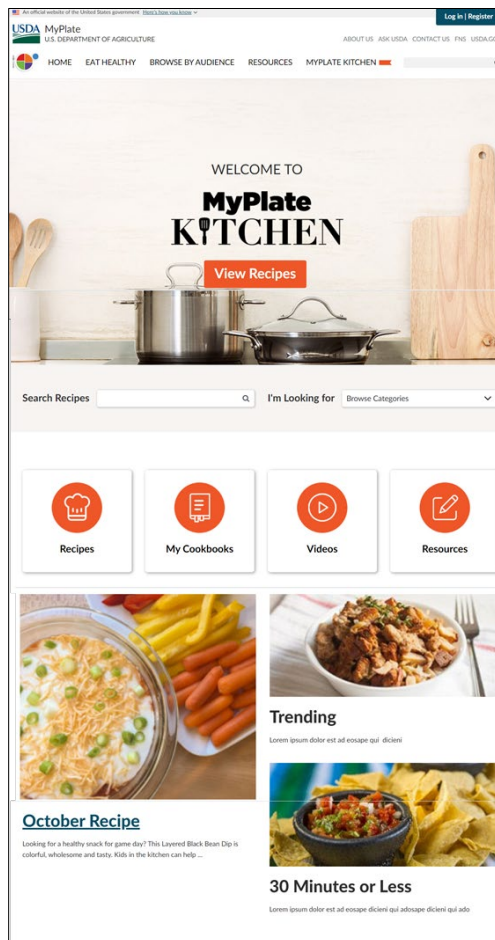 An official website of the United States government Here's how you know
Log in | Register
USDA MyPlate
U.S. DEPARTMENT OF AGRICULTURE
ABOUT US ASK USDA CONTACT US FNS USDA.GO
HOME EAT HEALTHY BROWSE BY AUDIENCE RESOURCES MYPLATE KITCHEN
WELCOME TO
MyPlate
KITCHEN
View Recipes
Search Recipes
I'm Looking for Browse Categories
Recipes My Cookbooks Videos Resources
Trending
Lorem ipsum dolor est ad eosape qui dicieni
October Recipe
Looking for a healthy snack for game day? This Layered Black Bean Dip is
colorful, wholesome and tasty. Kids in the kitchen can help ...
30 Minutes or Less
Lorem ipsum dolor est ad eosape dicieni qui adosape dicieni qui ado